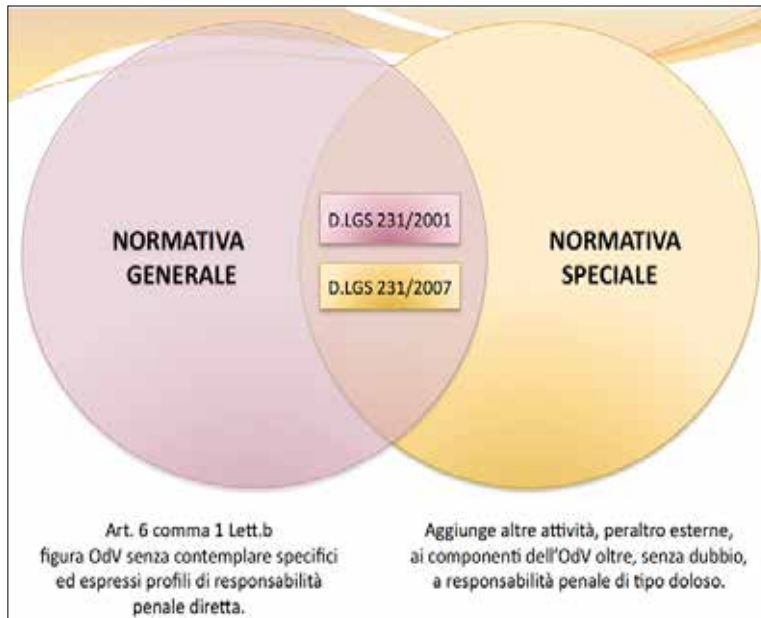 NORMATIVA
GENERALE
D.LGS 231/2001
D.LGS 231/2007
NORMATIVA
SPECIALE
Art. 6 comma 1 Lett.b
figura OdV senza contemplare specifici
ed espressi profili di responsabilità
penale diretta.
Aggiunge altre attività, peraltro esterne,
ai componenti dell'OdV oltre, senza dubbio,
a responsabilità penale di tipo doloso.